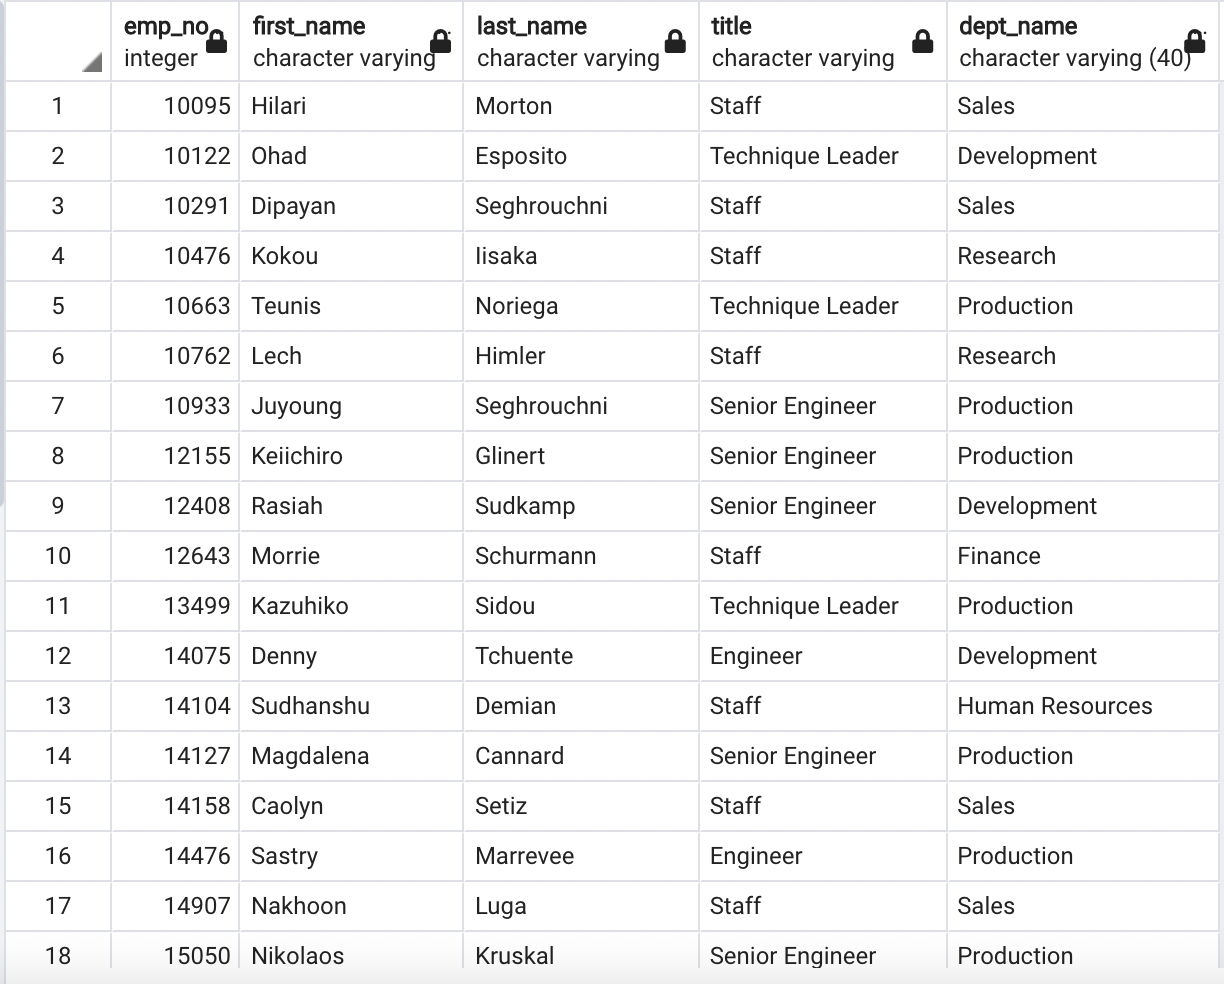 emp_no first_name last_name title dept_name
integer character varying character varying character varying character varying (40)
1 10095 Hilari Morton Staff Sales
2 10122 Ohad Esposito Technique Leader Development
3 10291 Dipayan Seghrouchni Staff Sales
4 10476 Kokou Iisaka Staff Research
5 10663 Teunis Noriega Technique Leader Production
6 10762 Lech Himler Staff Research
7 10933 Juyoung Seghrouchni Senior Engineer Production
8 12155 Keiichiro Glinert Senior Engineer Production
9 12408 Rasiah Sudkamp Senior Engineer Development
10 12643 Morrie Schurmann Staff Finance
11 13499 Kazuhiko Sidou Technique Leader Production
12 14075 Denny Tchuente Engineer Development
13 14104 Sudhanshu Demian Staff Human Resources
14 14127 Magdalena Cannard Senior Engineer Production
15 14158 Caolyn Setiz Staff Sales
16 14476 Sastry Marrevee Engineer Production
17 14907 Nakhoon Luga Staff Sales
18 15050 Nikolaos Kruskal Senior Engineer Production